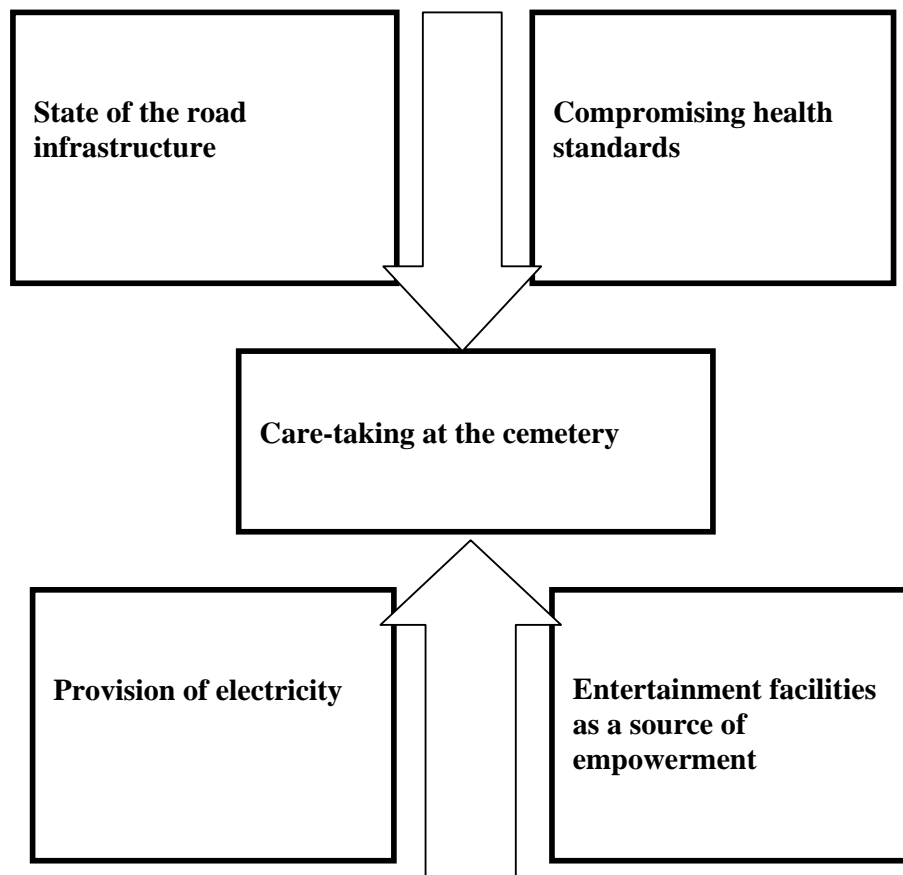 State of the road
infrastructure
Compromising health
standards
Care-taking at the cemetery
Provision of electricity
Entertainment facilities
as a source of
empowerment